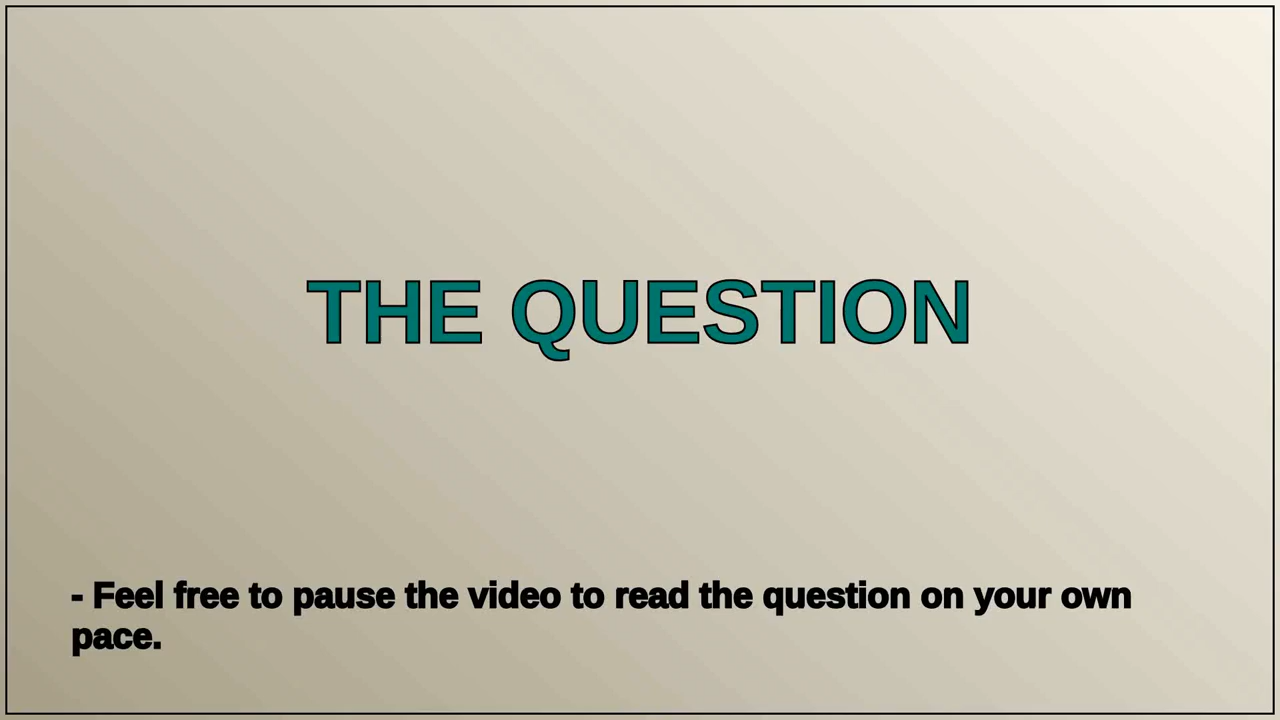 THE QUESTION
- Feel free to pause the video to read the question on your own
pace.